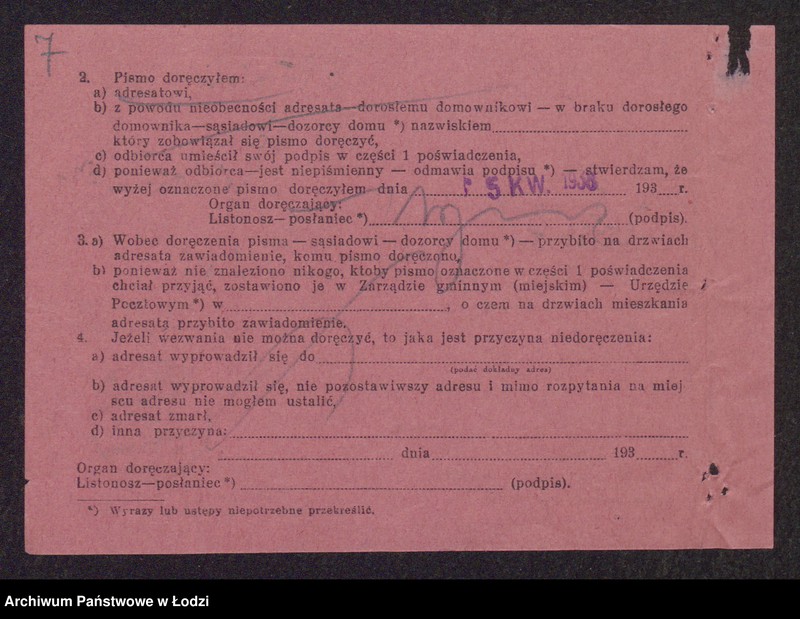 7
2. Pismo doręczyłem:
a) adresatowi,
b) z powodu nieobecności adresata—dorosłemu domownikowi — w braku dorosłego
domownika—sąsiadowi—dozorcy domu *) nazwiskiem
który zobowiązał się pismo doręczyć,
c) odbiorca umieścił swój podpis w części 1 poświadczenia,
d) ponieważ odbiorca—jest niepiśmienny — odmawia podpisu *) — stwierdzam, że
wyżej oznaczone pismo doręczyłem dnia 5 KW. 1938 193 r.
Organ doręczający:
Listonosz—posłaniec *) (podpis).
3. a) Wobec doręczenia pisma — sąsiadowi — dozorcy domu *) — przybito na drzwiach
adresata zawiadomienie, komu pismo doręczono,
b) ponieważ nie znaleziono nikogo, ktoby pismo oznaczone w części 1 poświadczenia
chciał przyjąć, zostawiono je w Zarządzie gminnym (miejskim) — Urzędzie
Pocztowym *) w , o czem na drzwiach mieszkania
adresata przybito zawiadomienie.
4. Jeżeli wezwania nie można doręczyć, to jaka jest przyczyna niedoręczenia:
a) adresat wyprowadził się do
(podać dokładny adres)
b) adresat wyprowadził się, nie pozostawiwszy adresu i mimo rozpytania na miej
scu adresu nie mogłem ustalić,
c) adresat zmarł,
d) inna przyczyna:
dnia 193 r.
Organ doręczający:
Listonosz—posłaniec *) (podpis).
*) Wyrazy lub ustępy niepotrzebne przekreślić.
Archiwum Państwowe w Łodzi